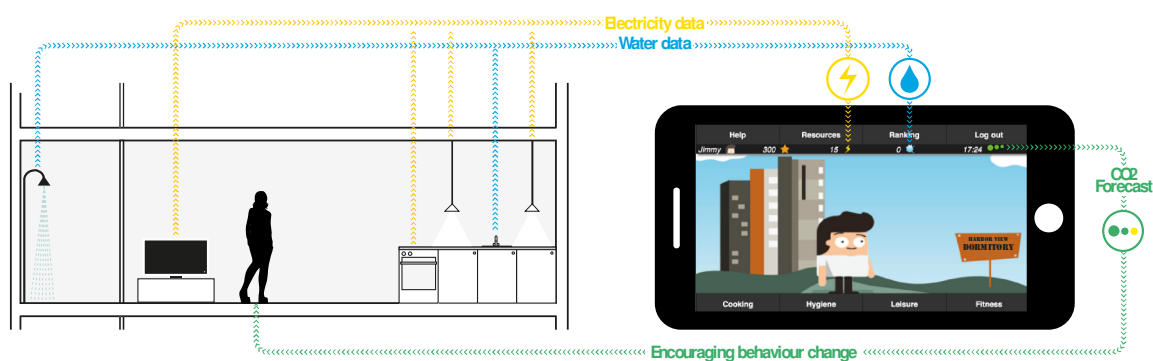 Electricity data
Water data
Help Resources Ranking Log out
Jimmy 300 15 0 17:24
CO2
Forecast
HARBOR VIEW
DORMITORY
Cooking Hygiene Leisure Fitness
Encouraging behaviour change